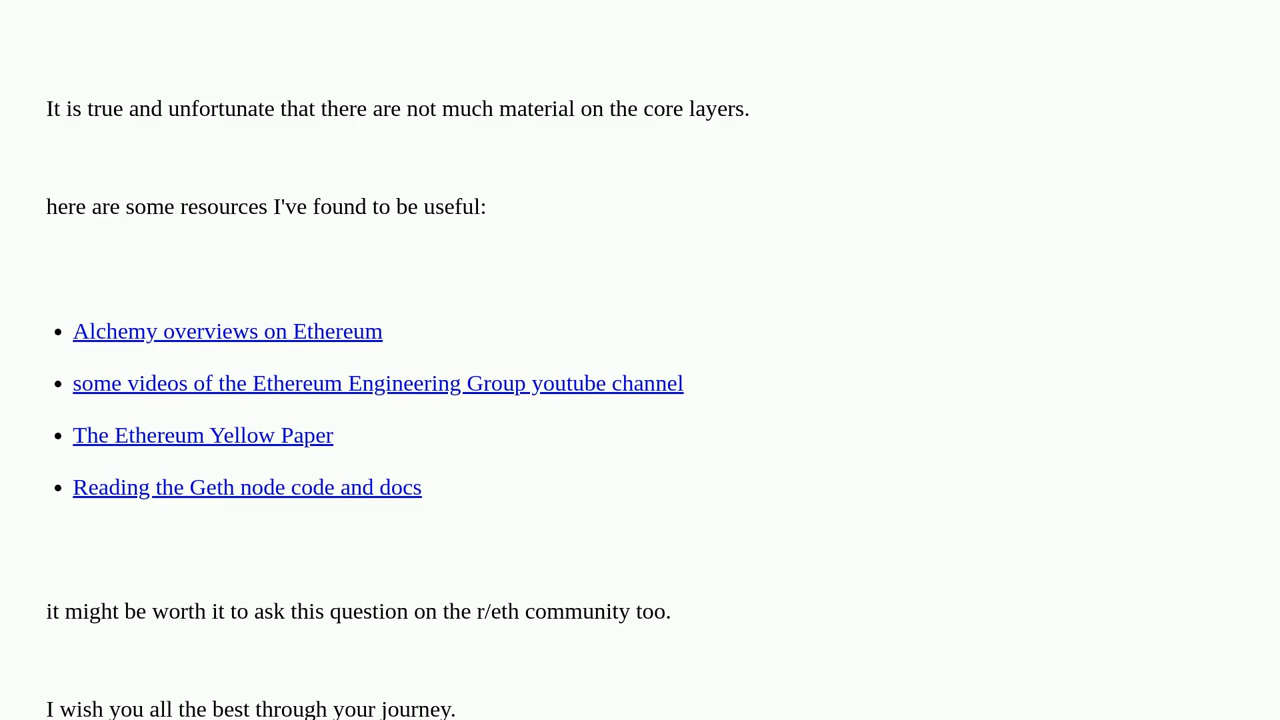 It is true and unfortunate that there are not much material on the core layers.
here are some resources I've found to be useful:
• Alchemy overviews on Ethereum
• some videos of the Ethereum Engineering Group youtube channel
• The Ethereum Yellow Paper
• Reading the Geth node code and docs
it might be worth it to ask this question on the r/eth community too.
I wish you all the best through your journey.